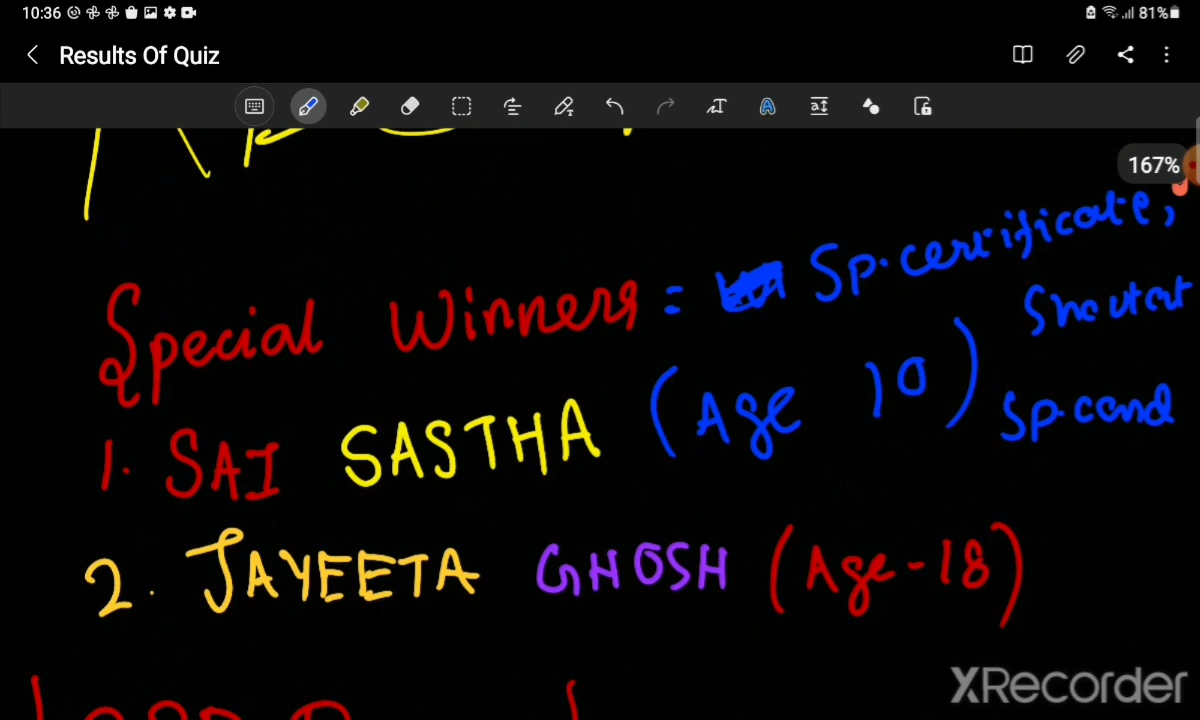 10:36 81%
Results Of Quiz
167%
Special Winners = Sp.certificate,
Shoutout
1. SAI SASTHA (Age 10) Sp.card
2. JAYEETA GHOSH (Age-18)
XRecorder